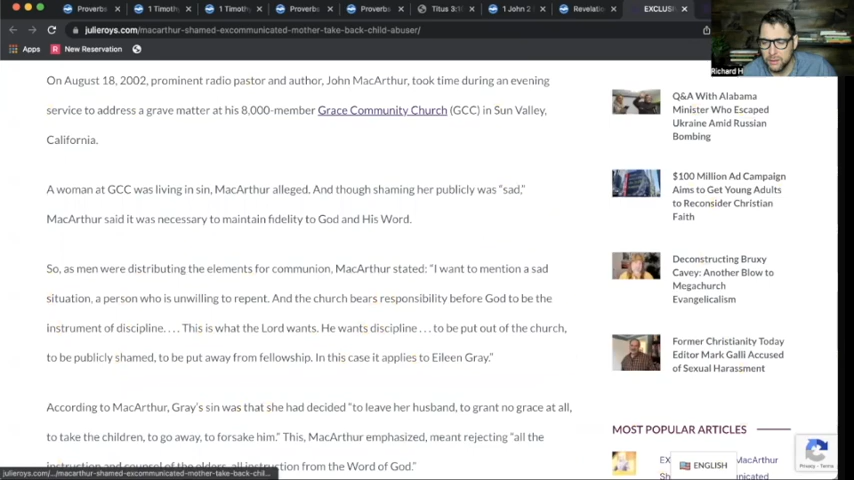 Proverbs
1 Timothy
1 Timothy
Proverbs
Proverbs
Titus 3:1
1 John 2
Revelati
EXCLUSI
julieroys.com/macarthur-shamed-excommunicated-mother-take-back-child-abuser/
Apps
New Reservation
Richard H
On August 18, 2002, prominent radio pastor and author, John MacArthur, took time during an evening
service to address a grave matter at his 8,000-member Grace Community Church (GCC) in Sun Valley,
California.
A woman at GCC was living in sin, MacArthur alleged. And though shaming her publicly was “sad,”
MacArthur said it was necessary to maintain fidelity to God and His Word.
So, as men were distributing the elements for communion, MacArthur stated: “I want to mention a sad
situation, a person who is unwilling to repent. And the church bears responsibility before God to be the
instrument of discipline. . . . This is what the Lord wants. He wants discipline . . . to be put out of the church,
to be publicly shamed, to be put away from fellowship. In this case it applies to Eileen Gray.”
According to MacArthur, Gray’s sin was that she had decided “to leave her husband, to grant no grace at all,
to take the children, to go away, to forsake him.” This, MacArthur emphasized, meant rejecting “all the
instruction and counsel of the elders, all instruction from the Word of God.”
julieroys.com/.../macarthur-shamed-excommunicated-mother-take-back-chil...
Q&A With Alabama
Minister Who Escaped
Ukraine Amid Russian
Bombing
$100 Million Ad Campaign
Aims to Get Young Adults
to Reconsider Christian
Faith
Deconstructing Bruxy
Cavey: Another Blow to
Megachurch
Evangelicalism
Former Christianity Today
Editor Mark Galli Accused
of Sexual Harassment
MOST POPULAR ARTICLES
MacArthur
ENGLISH
Privacy - Terms